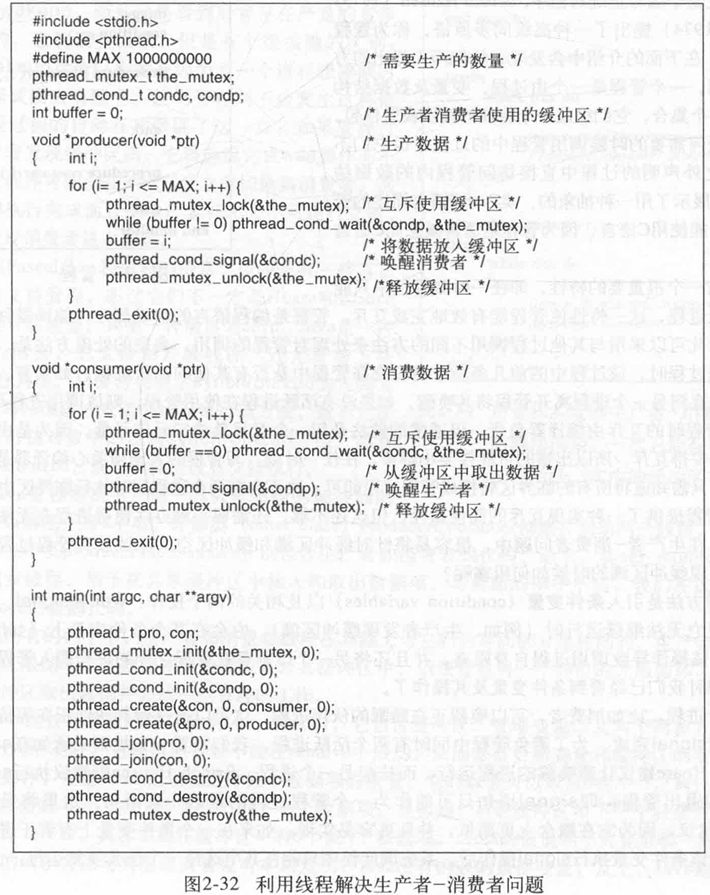 #include <stdio.h>
#include <pthread.h>
#define MAX 1000000000 /* 需要生产的数量 */
pthread_mutex_t the_mutex;
pthread_cond_t condc, condp;
int buffer = 0; /* 生产者消费者使用的缓冲区 */
void *producer(void *ptr) /* 生产数据 */
{ int i;
for (i= 1; i <= MAX; i++) {
pthread_mutex_lock(&the_mutex); /* 互斥使用缓冲区 */
while (buffer != 0) pthread_cond_wait(&condp, &the_mutex);
buffer = i; /* 将数据放入缓冲区 */
pthread_cond_signal(&condc); /* 唤醒消费者 */
pthread_mutex_unlock(&the_mutex); /*释放缓冲区 */
}
pthread_exit(0);
}
void *consumer(void *ptr) /* 消费数据 */
{ int i;
for (i = 1; i <= MAX; i++) {
pthread_mutex_lock(&the_mutex); /* 互斥使用缓冲区 */
while (buffer ==0) pthread_cond_wait(&condc, &the_mutex);
buffer = 0; /* 从缓冲区中取出数据 */
pthread_cond_signal(&condp); /* 唤醒生产者 */
pthread_mutex_unlock(&the_mutex); /* 释放缓冲区 */
}
pthread_exit(0);
}
int main(int argc, char **argv)
{
pthread_t pro, con;
pthread_mutex_init(&the_mutex, 0);
pthread_cond_init(&condc, 0);
pthread_cond_init(&condp, 0);
pthread_create(&con, 0, consumer, 0);
pthread_create(&pro, 0, producer, 0);
pthread_join(pro, 0);
pthread_join(con, 0);
pthread_cond_destroy(&condc);
pthread_cond_destroy(&condp);
pthread_mutex_destroy(&the_mutex);
}
图2-32 利用线程解决生产者-消费者问题